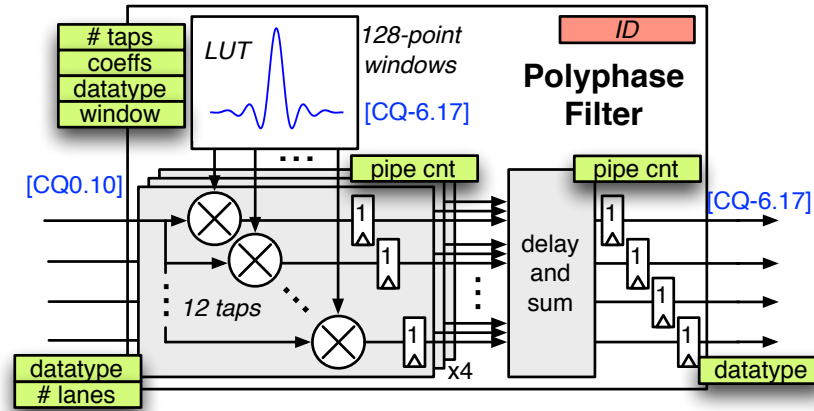 # taps
coeffs
datatype
window
LUT
128-point
windows
[CQ-6.17]
ID
Polyphase
Filter
[CQ0.10]
pipe cnt
pipe cnt
[CQ-6.17]
1
1
1
12 taps
x4
delay
and
sum
1
1
1
1
datatype
# lanes
datatype